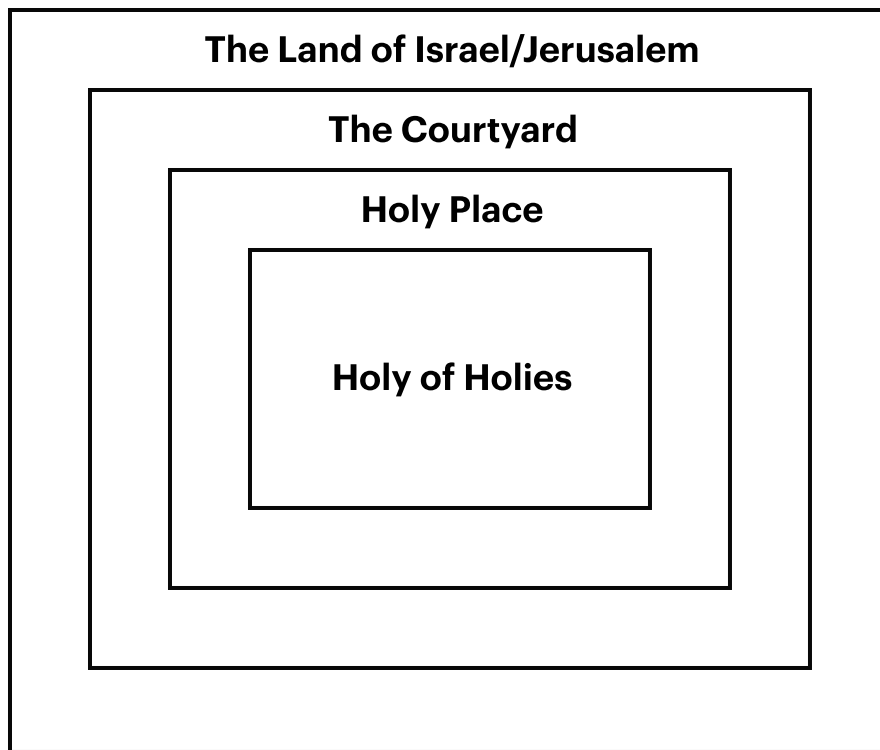 The Land of Israel/Jerusalem
The Courtyard
Holy Place
Holy of Holies